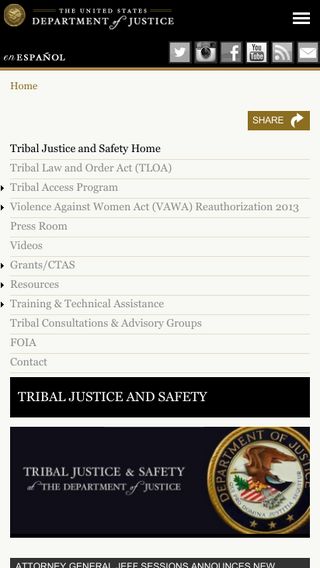 THE UNITED STATES
DEPARTMENT of JUSTICE
en ESPAÑOL
You
Tube
Home
SHARE
Tribal Justice and Safety Home
Tribal Law and Order Act (TLOA)
Tribal Access Program
Violence Against Women Act (VAWA) Reauthorization 2013
Press Room
Videos
Grants/CTAS
Resources
Training & Technical Assistance
Tribal Consultations & Advisory Groups
FOIA
Contact
TRIBAL JUSTICE AND SAFETY
TRIBAL JUSTICE & SAFETY
at THE DEPARTMENT of JUSTICE
DEPARTMENT OF JUSTICE
QUI PRO DOMINA JUSTITIA SEQUITUR
ATTORNEY GENERAL JEFF SESSIONS ANNOUNCES NEW